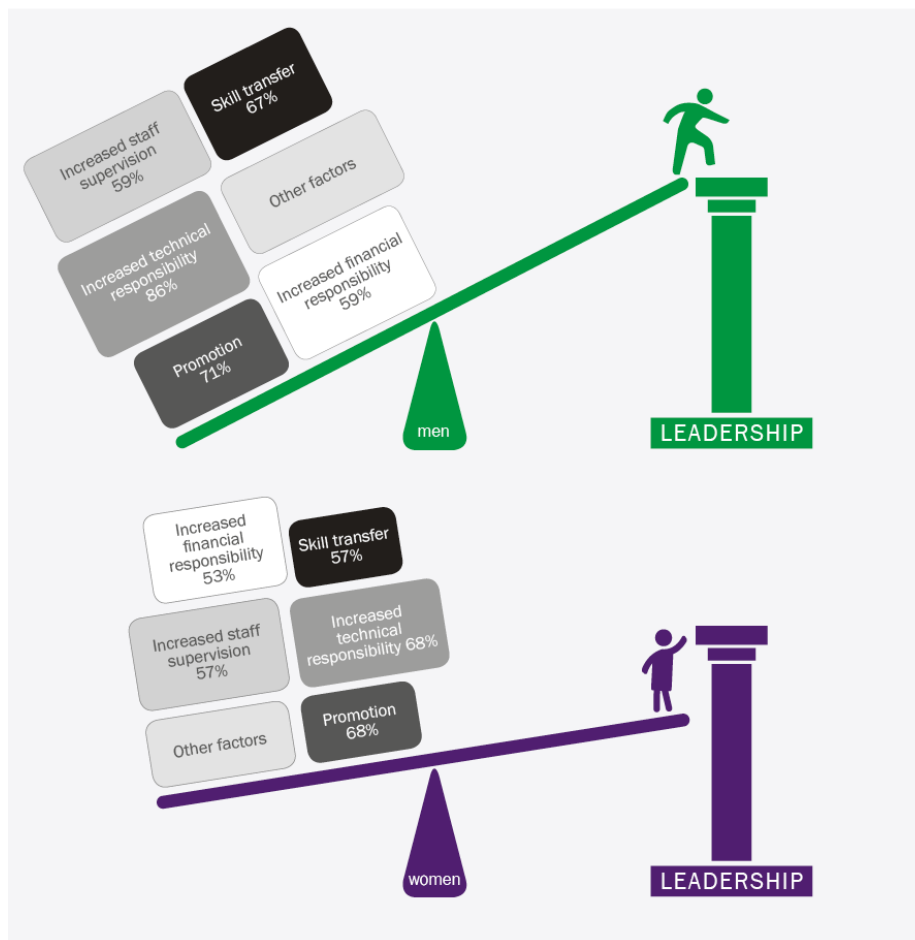 Skill transfer
67%
Increased staff
supervision
59%
Other factors
Increased technical
responsibility
86%
Increased financial
responsibility
59%
Promotion
71%
men
LEADERSHIP
Increased
financial
responsibility
53%
Skill transfer
57%
Increased staff
supervision
57%
Increased
technical
responsibility 68%
Other factors
Promotion
68%
women
LEADERSHIP